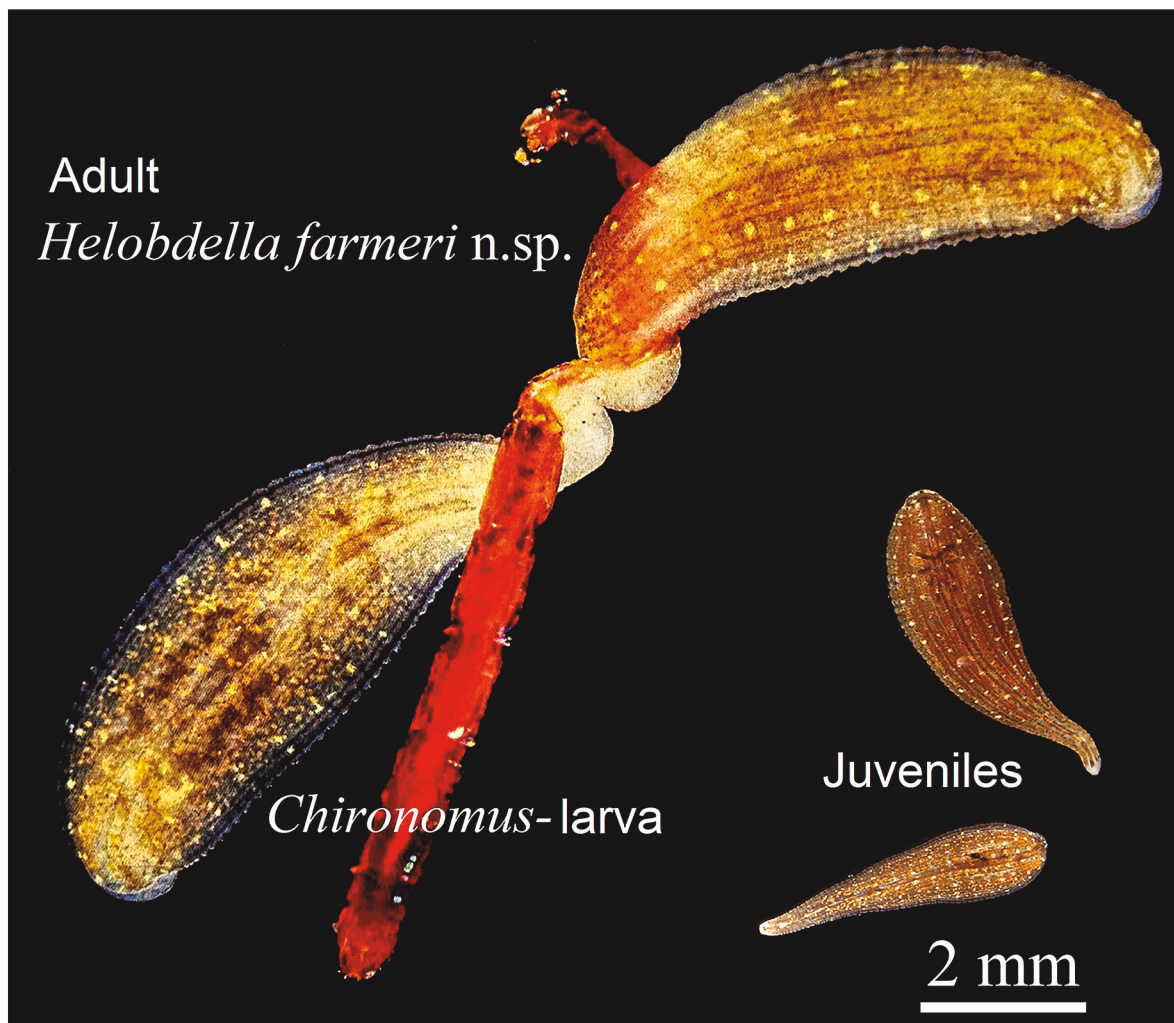 Adult
Helobdella farmeri n.sp.
Chironomus- larva
Juveniles
2 mm